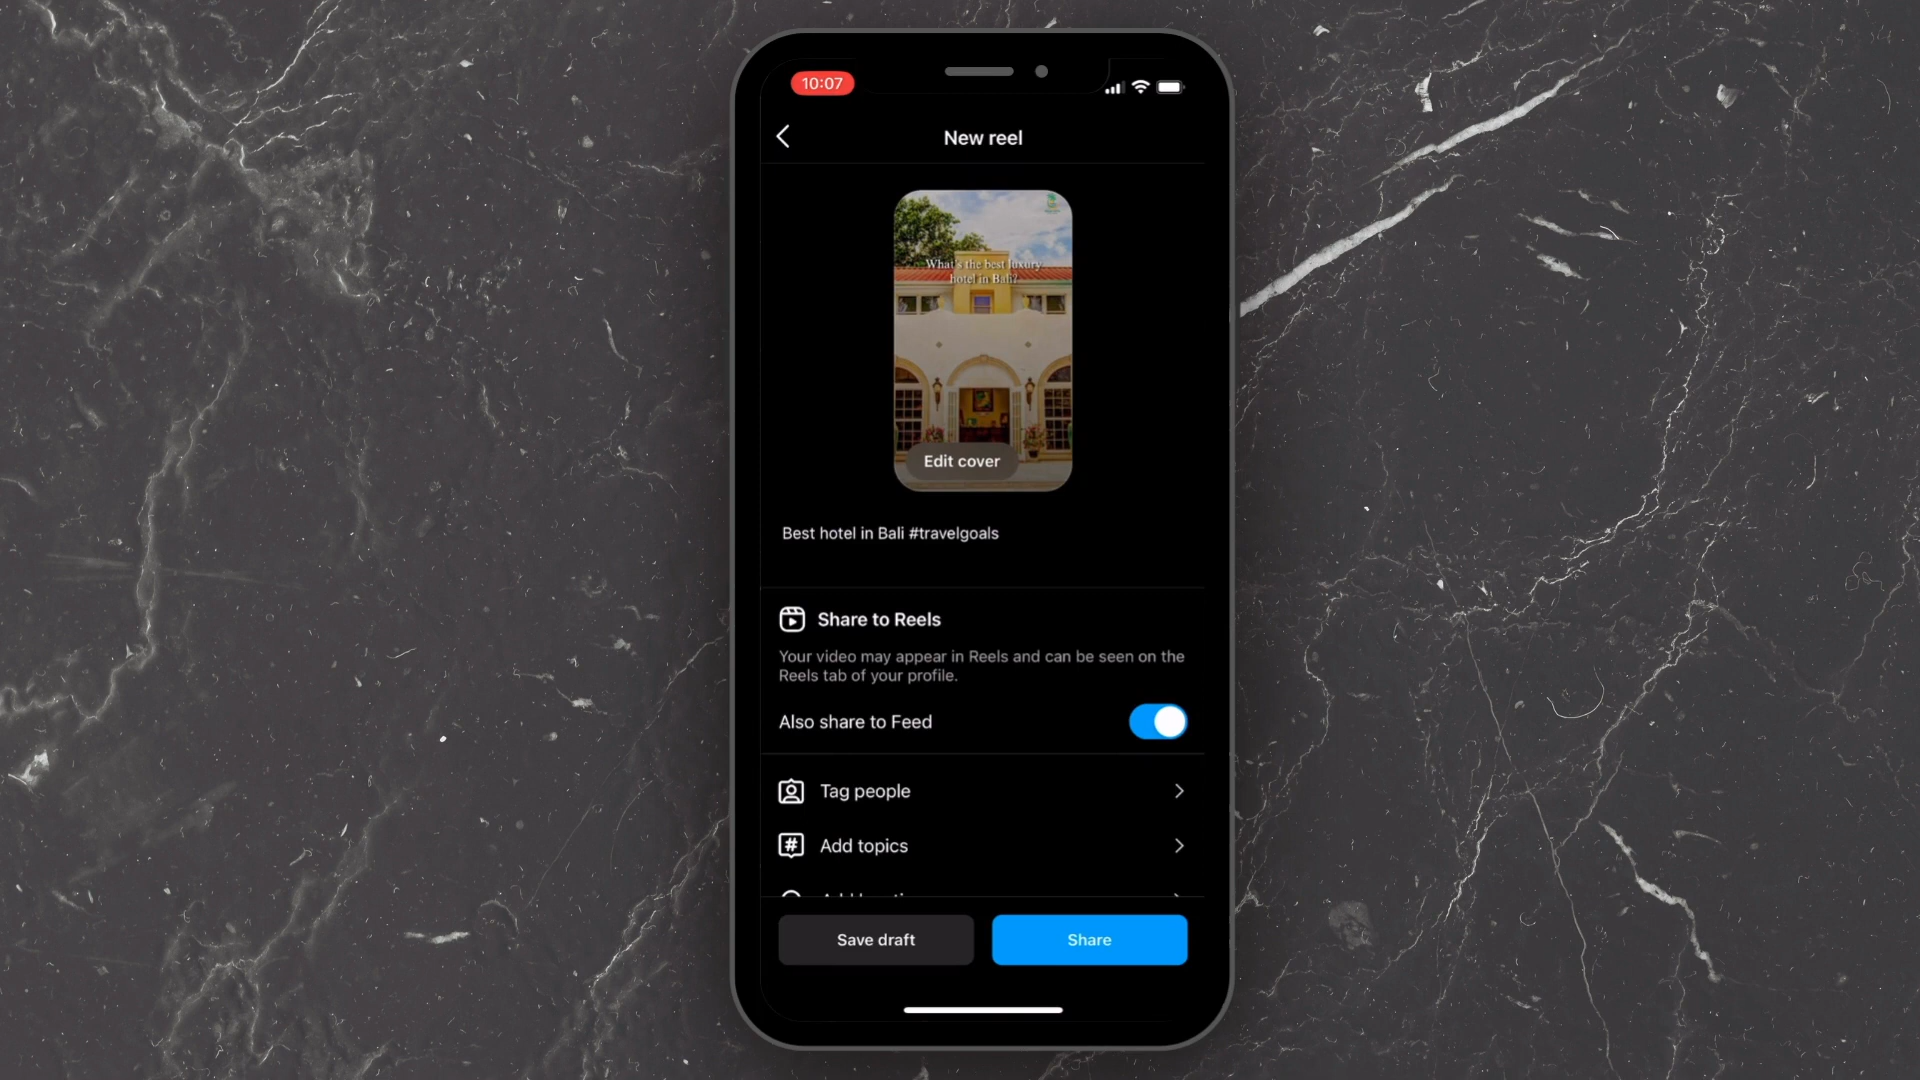 10:07
New reel
What's the best luxury
hotel in Bali?
Edit cover
Best hotel in Bali #travelgoals
Share to Reels
Your video may appear in Reels and can be seen on the
Reels tab of your profile.
Also share to Feed
Tag people
Add topics
Save draft
Share